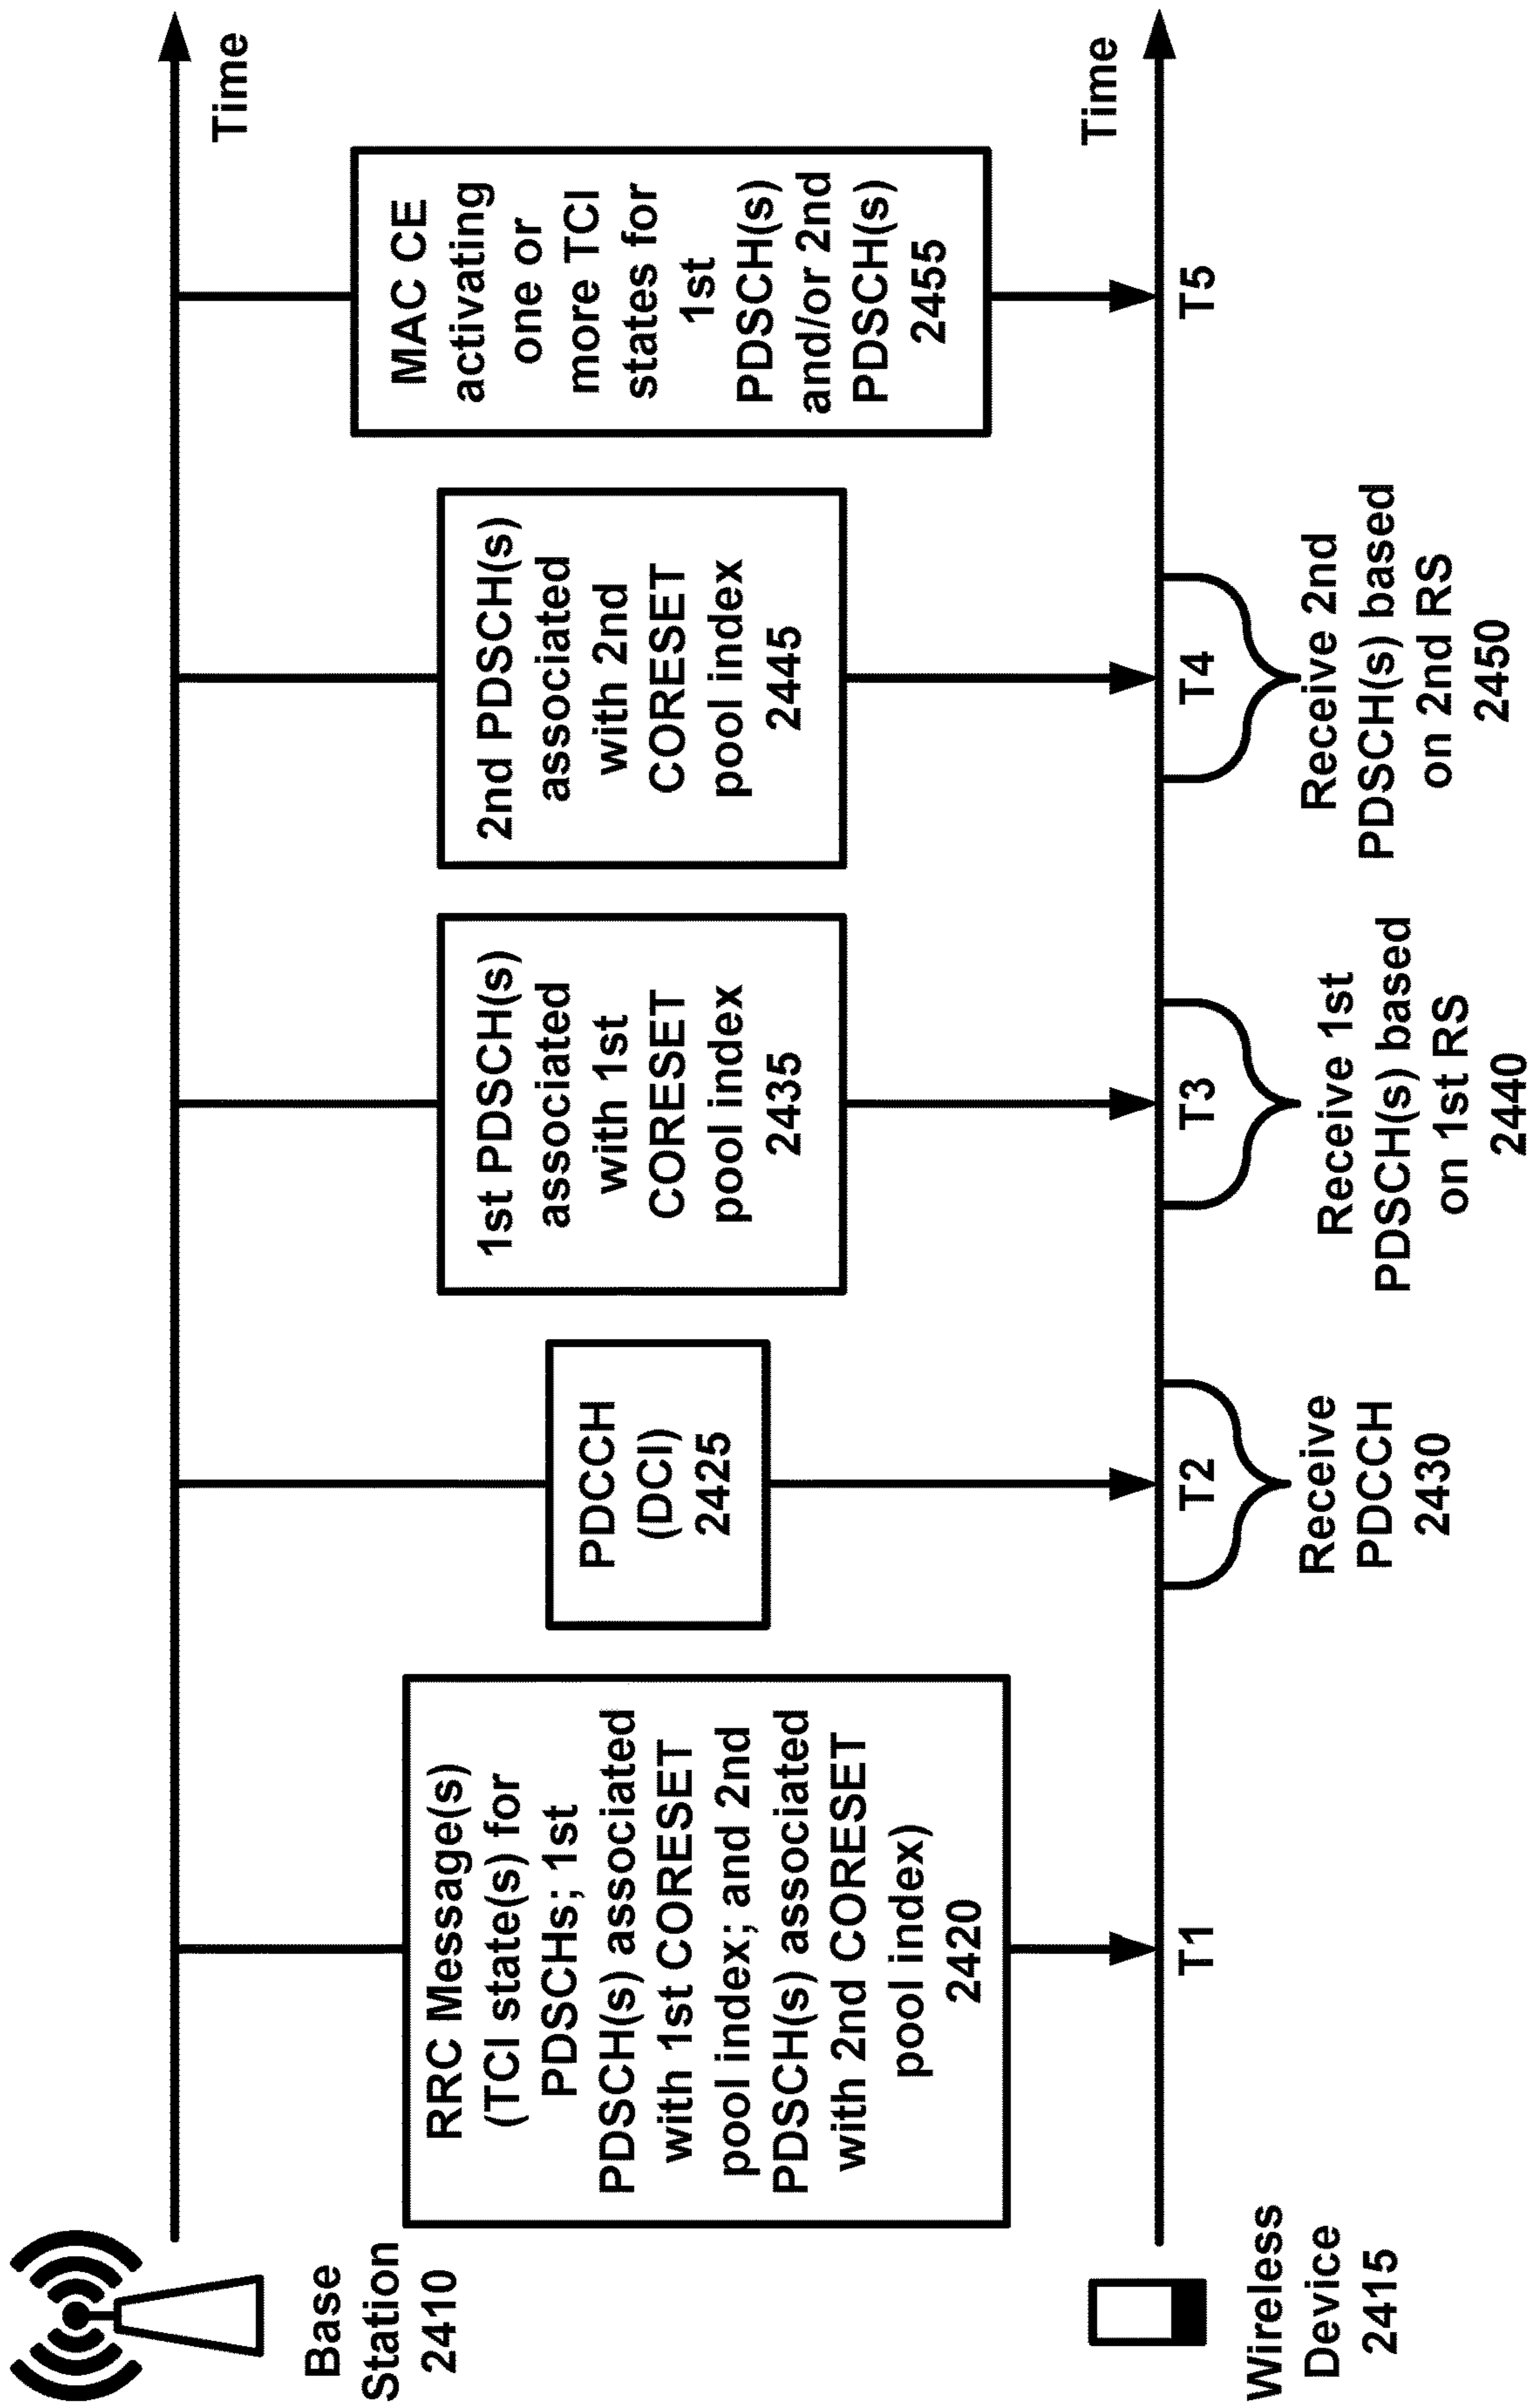 Base
Station
2410
Time
RRC Message(s)
(TCI state(s) for
PDSCHs; 1st
PDSCH(s) associated
with 1st CORESET
pool index; and 2nd
PDSCH(s) associated
with 2nd CORESET
pool index)
2420
PDCCH
(DCI)
2425
1st PDSCH(s)
associated
with 1st
CORESET
pool index
2435
2nd PDSCH(s)
associated
with 2nd
CORESET
pool index
2445
MAC CE
activating
one or
more TCI
states for
1st
PDSCH(s)
and/or 2nd
PDSCH(s)
2455
Wireless
Device
2415
Time
T1
T2
T3
T4
T5
Receive
PDCCH
2430
Receive 1st
PDSCH(s) based
on 1st RS
2440
Receive 2nd
PDSCH(s) based
on 2nd RS
2450